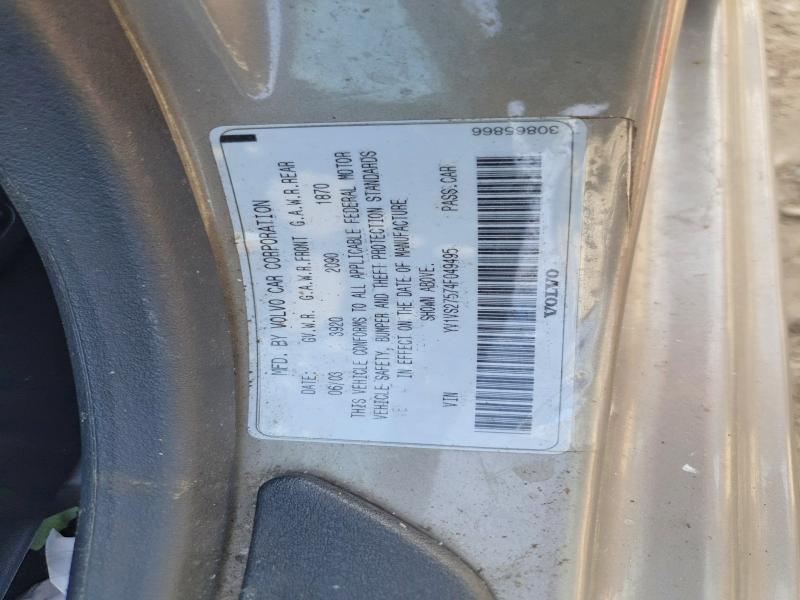 MFD. BY VOLVO CAR CORPORATION
DATE: GV.W.R. G.A.W.R.FRONT G.A.W.R.REAR
06/03 3920 2090 1870
THIS VEHICLE CONFORMS TO ALL APPLICABLE FEDERAL MOTOR
VEHICLE SAFETY, BUMPER AND THEFT PROTECTION STANDARDS
IN EFFECT ON THE DATE OF MANUFACTURE
SHOWN ABOVE.
VIN YV1VS27574F049495 PASS.CAR
VOLVO
30865866